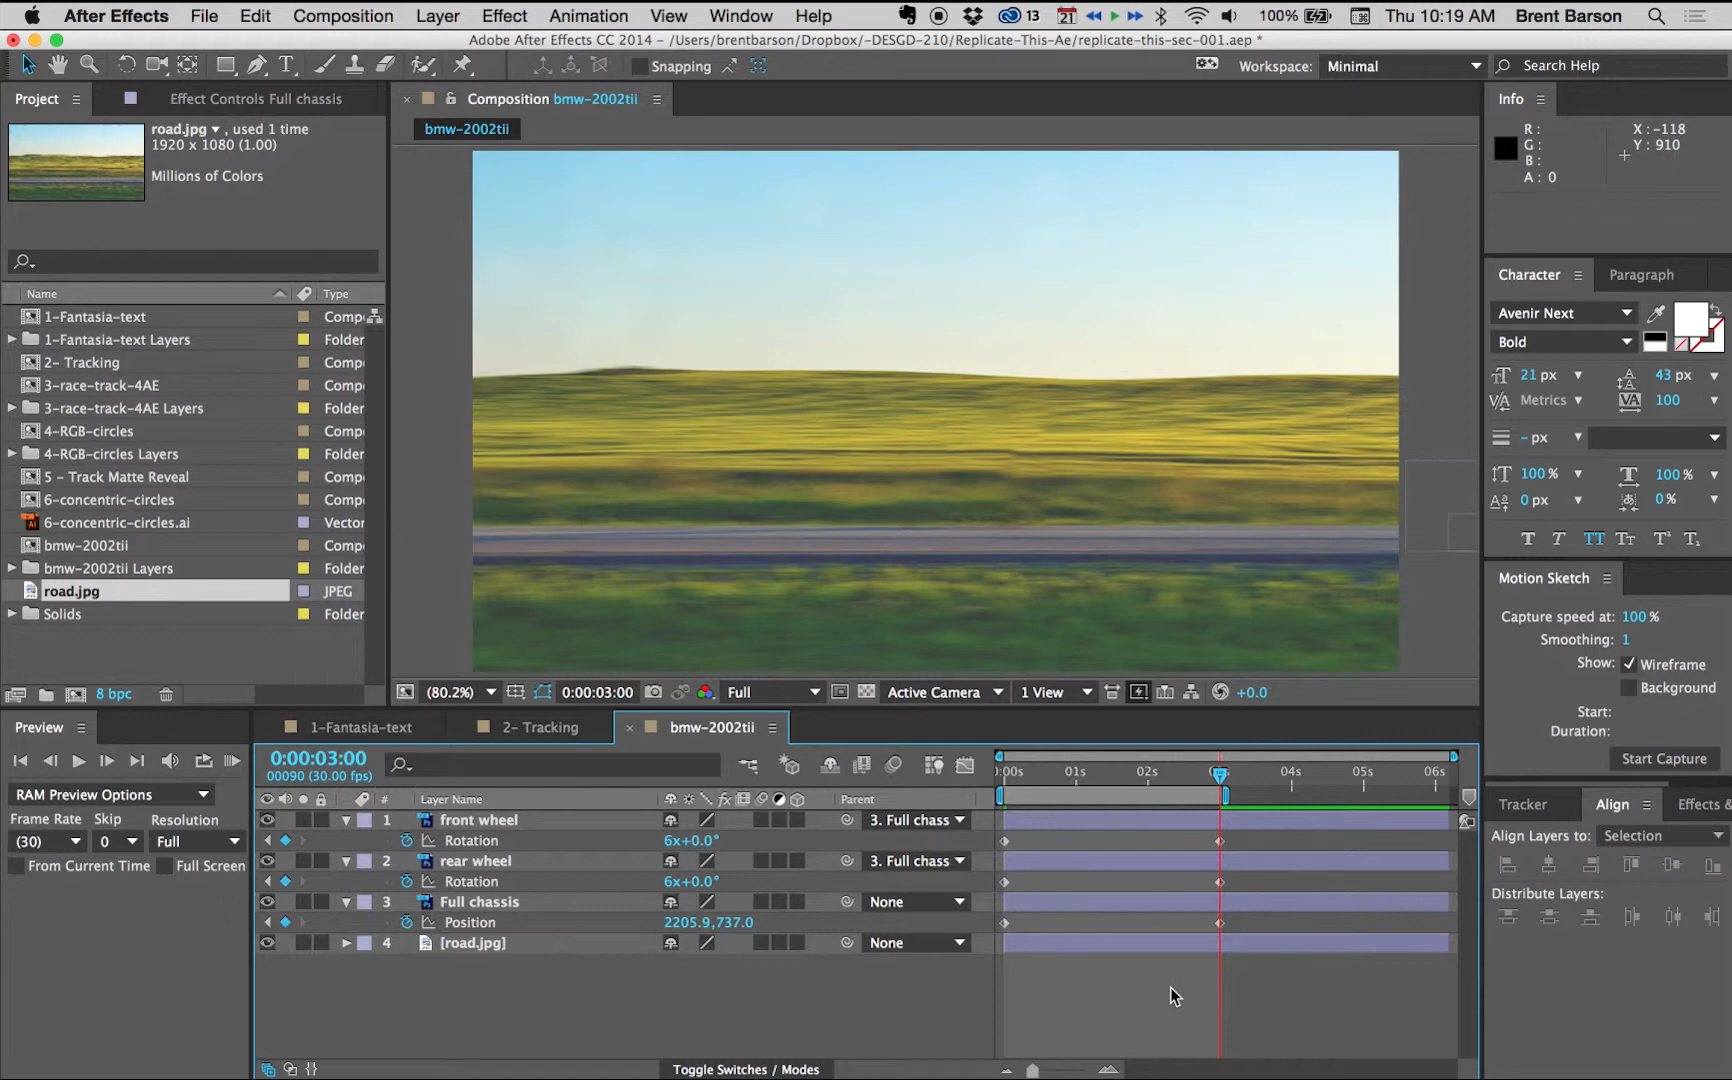 After Effects File Edit Composition Layer Effect Animation View Window Help 13 21 100% Thu 10:19 AM Brent Barson
Adobe After Effects CC 2014 - /Users/brentbarson/Dropbox/-DESGD-210/Replicate-This-Ae/replicate-this-sec-001.aep *
Snapping Workspace: Minimal Search Help
Project Effect Controls Full chassis Composition bmw-2002tii Info
bmw-2002tii
road.jpg ▼ , used 1 time
1920 x 1080 (1.00)
Millions of Colors
R: X: -118
G: Y: 910
B:
A: 0
Character Paragraph
Name Type
1-Fantasia-text Comp
1-Fantasia-text Layers Folder
2- Tracking Comp
3-race-track-4AE Comp
3-race-track-4AE Layers Folder
4-RGB-circles Comp
4-RGB-circles Layers Folder
5 - Track Matte Reveal Comp
6-concentric-circles Comp
6-concentric-circles.ai Vector
bmw-2002tii Comp
bmw-2002tii Layers Folder
road.jpg JPEG
Solids Folder
8 bpc
Avenir Next
Bold
21 px 43 px
Metrics 100
- px
100 % 100 %
0 px 0 %
T T TT Tt T¹ T₁
Motion Sketch
Capture speed at: 100 %
Smoothing: 1
Show: Wireframe
Background
Start:
Duration:
Start Capture
(80.2%) 0:00:03:00 Full Active Camera 1 View +0.0
Preview
RAM Preview Options
Frame Rate Skip Resolution
(30) 0 Full
From Current Time Full Screen
1-Fantasia-text 2- Tracking bmw-2002tii
0:00:03:00
00090 (30.00 fps)
# Layer Name fx Parent
):00s 01s 02s 04s 05s 06s
1 front wheel 3. Full chass
Rotation 6x+0.0°
2 rear wheel 3. Full chass
Rotation 6x+0.0°
3 Full chassis None
Position 2205.9,737.0
4 [road.jpg] None
Toggle Switches / Modes
Tracker Align Effects &
Align Layers to: Selection
Distribute Layers: